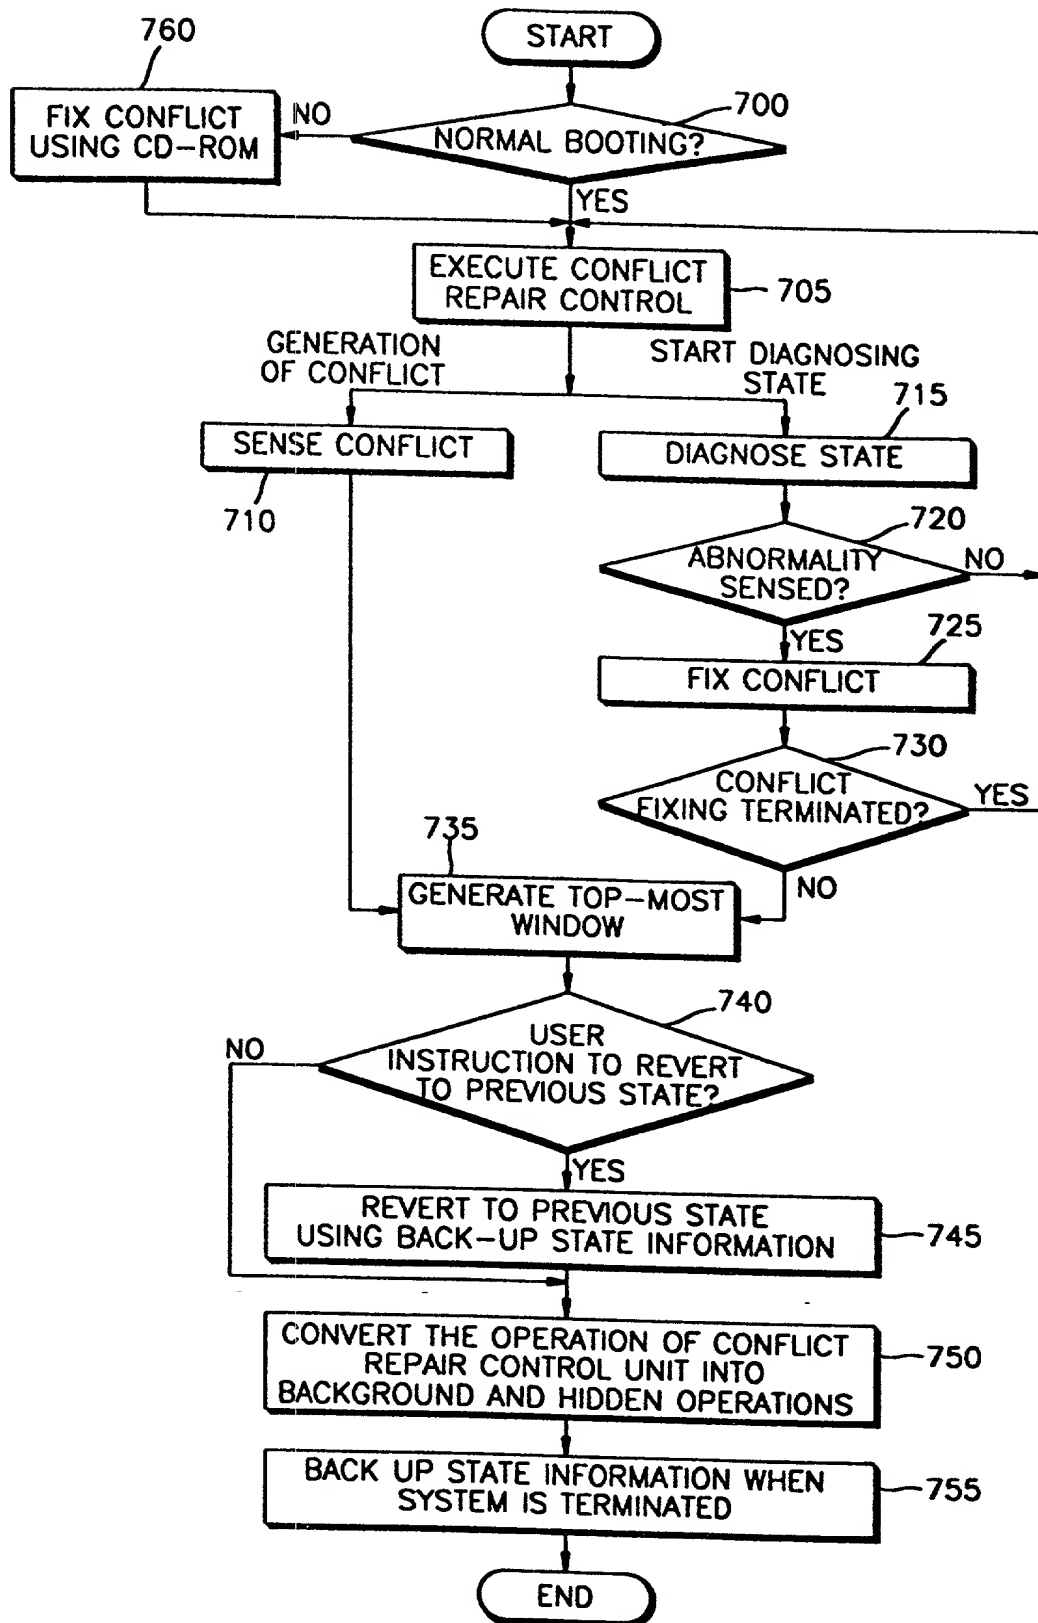 START
760
FIX CONFLICT
USING CD-ROM
NO
NORMAL BOOTING?
700
YES
EXECUTE CONFLICT
REPAIR CONTROL
705
GENERATION
OF CONFLICT
START DIAGNOSING
STATE
SENSE CONFLICT
710
715
DIAGNOSE STATE
720
ABNORMALITY
SENSED?
NO
YES
725
FIX CONFLICT
730
CONFLICT
FIXING TERMINATED?
YES
NO
735
GENERATE TOP-MOST
WINDOW
740
USER
INSTRUCTION TO REVERT
TO PREVIOUS STATE?
NO
YES
REVERT TO PREVIOUS STATE
USING BACK-UP STATE INFORMATION
745
CONVERT THE OPERATION OF CONFLICT
REPAIR CONTROL UNIT INTO
BACKGROUND AND HIDDEN OPERATIONS
750
BACK UP STATE INFORMATION WHEN
SYSTEM IS TERMINATED
755
END